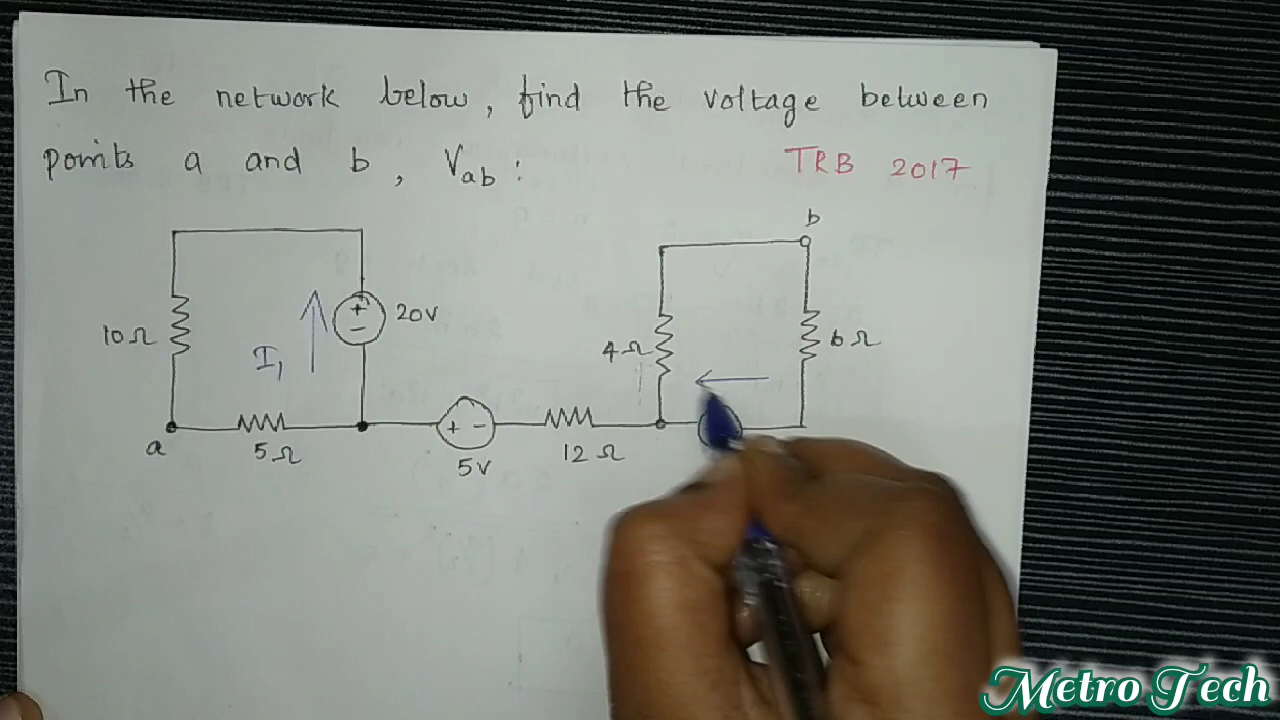 In the network below, find the voltage between
points a and b, Vab :
TRB 2017
b
10Ω
I1
+
-
20V
4Ω
6Ω
a
5Ω
+ -
5V
12Ω
Metro Tech